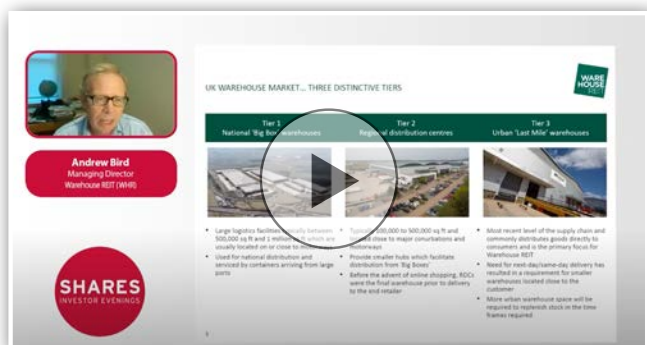 WARE
HOUSE
REIT
UK WAREHOUSE MARKET... THREE DISTINCTIVE TIERS
Tier 1
National 'Big Box' warehouses
Tier 2
Regional distribution centres
Tier 3
Urban 'Last Mile' warehouses
Andrew Bird
Managing Director
Warehouse REIT (WHR)
SHARES
INVESTOR EVENINGS
• Large logistics facilities typically between
500,000 sq ft and 1 million sq ft which are
usually located on or close to motorways
• Used for national distribution and
serviced by containers arriving from large
ports
• Typically 100,000 to 500,000 sq ft and
located close to major conurbations and
motorways
• Provide smaller hubs which facilitate
distribution from 'Big Boxes'
• Before the advent of online shopping, RDCs
were the final warehouse prior to delivery
to the end retailer
• Most recent level of the supply chain and
commonly distributes goods directly to
consumers and is the primary focus for
Warehouse REIT
• Need for next-day/same-day delivery has
resulted in a requirement for smaller
warehouses located close to the
customer
• More urban warehouse space will be
required to replenish stock in the time
frames required